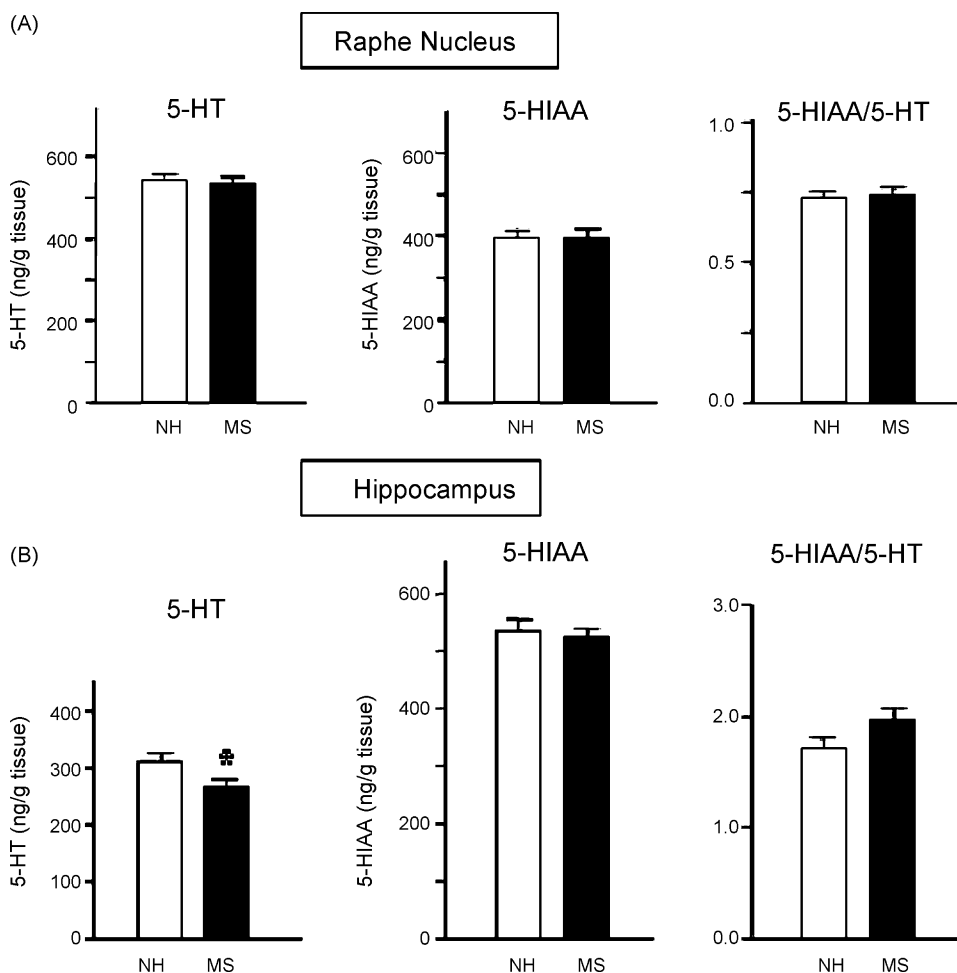 (A)
Raphe Nucleus
5-HT
5-HT (ng/g tissue)
600
400
200
0
NH MS
5-HIAA
5-HIAA (ng/g tissue)
600
400
200
0
NH MS
5-HIAA/5-HT
1.0
0.5
0.0
NH MS
Hippocampus
(B)
5-HT
5-HT (ng/g tissue)
400
300
200
100
0
NH MS
5-HIAA
5-HIAA (ng/g tissue)
600
400
200
0
NH MS
5-HIAA/5-HT
3.0
2.0
1.0
0.0
NH MS